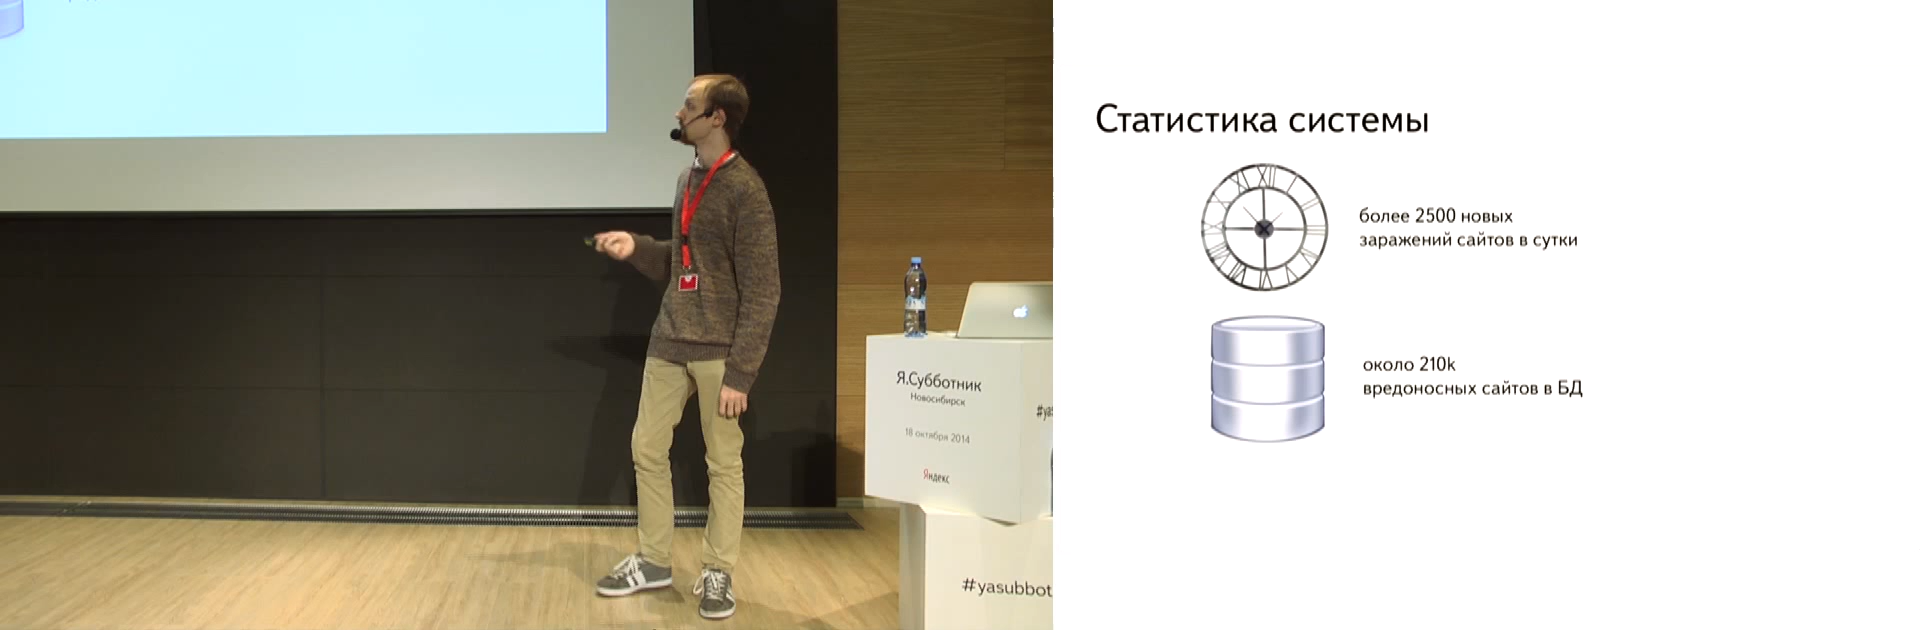 Я.Субботник
Новосибирск
18 октября 2014
Яндекс
#yasubbot
Статистика системы
более 2500 новых
заражений сайтов в сутки
около 210k
вредоносных сайтов в БД